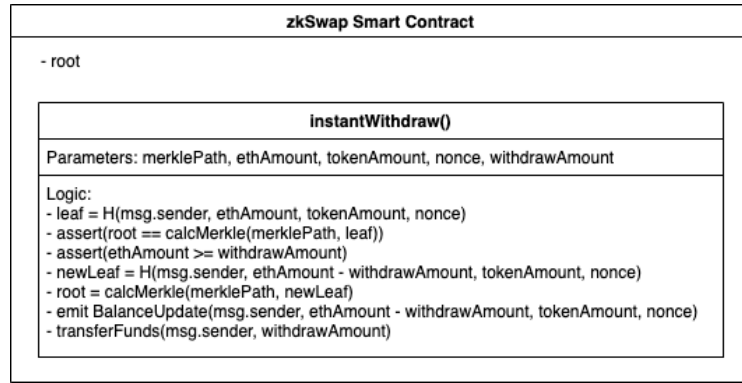 zkSwap Smart Contract
- root
instantWithdraw()
Parameters: merklePath, ethAmount, tokenAmount, nonce, withdrawAmount
Logic:
- leaf = H(msg.sender, ethAmount, tokenAmount, nonce)
- assert(root == calcMerkle(merklePath, leaf))
- assert(ethAmount >= withdrawAmount)
- newLeaf = H(msg.sender, ethAmount - withdrawAmount, tokenAmount, nonce)
- root = calcMerkle(merklePath, newLeaf)
- emit BalanceUpdate(msg.sender, ethAmount - withdrawAmount, tokenAmount, nonce)
- transferFunds(msg.sender, withdrawAmount)